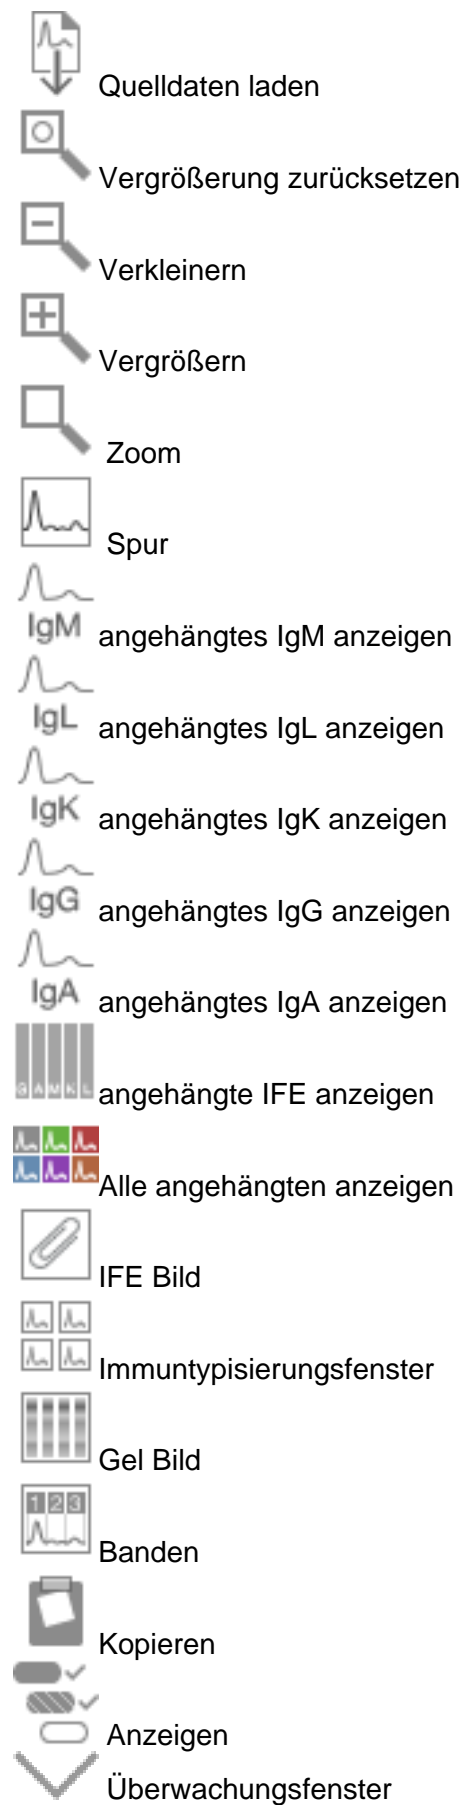 Quelldaten laden
Vergrößerung zurücksetzen
Verkleinern
Vergrößern
Zoom
Spur
IgM angehängtes IgM anzeigen
IgL angehängtes IgL anzeigen
IgK angehängtes IgK anzeigen
IgG angehängtes IgG anzeigen
IgA angehängtes IgA anzeigen
G A M K L angehängte IFE anzeigen
Alle angehängten anzeigen
IFE Bild
Immuntypisierungsfenster
Gel Bild
1 2 3
Banden
Kopieren
Anzeigen
Überwachungsfenster